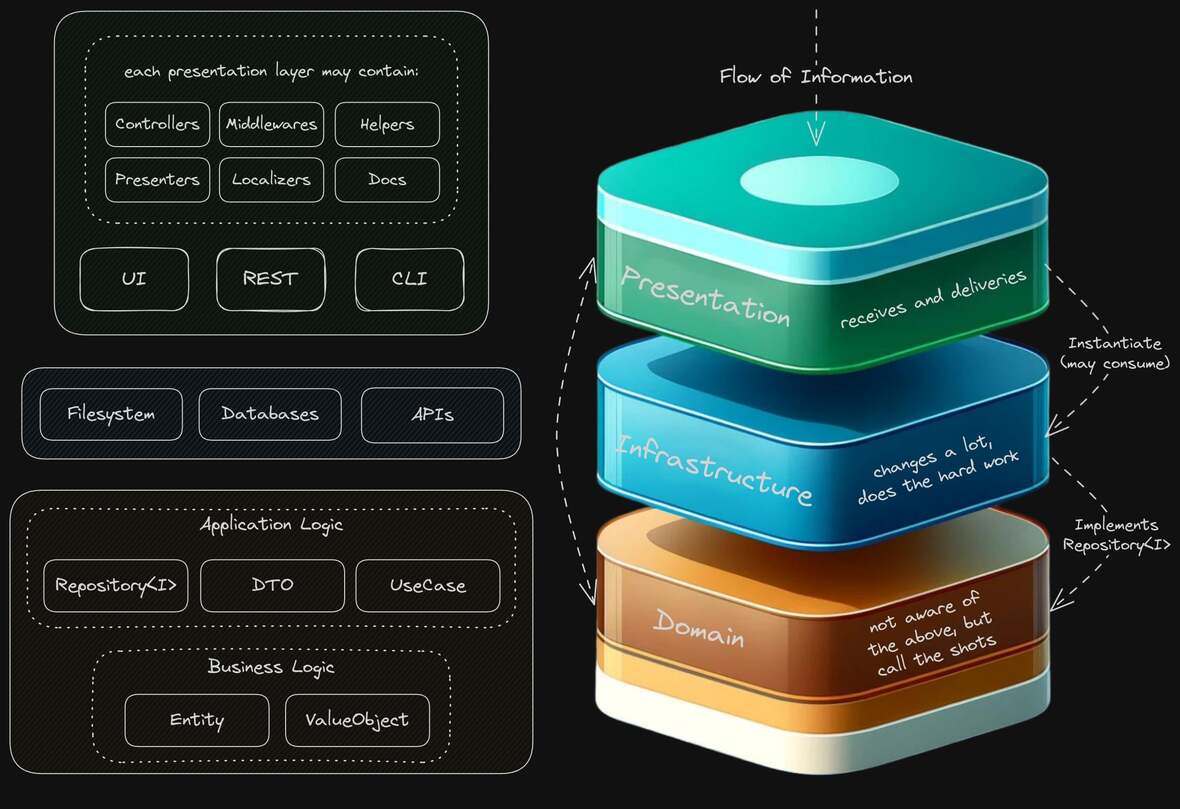 each presentation layer may contain:
Controllers
Middlewares
Helpers
Presenters
Localizers
Docs
UI
REST
CLI
Filesystem
Databases
APIs
Application Logic
Repository<I>
DTO
UseCase
Business Logic
Entity
ValueObject
Flow of Information
Presentation
receives and deliveries
Instantiate
(may consume)
Infrastructure
changes a lot,
does the hard work
Implements
Repository<I>
Domain
not aware of
the above, but
call the shots